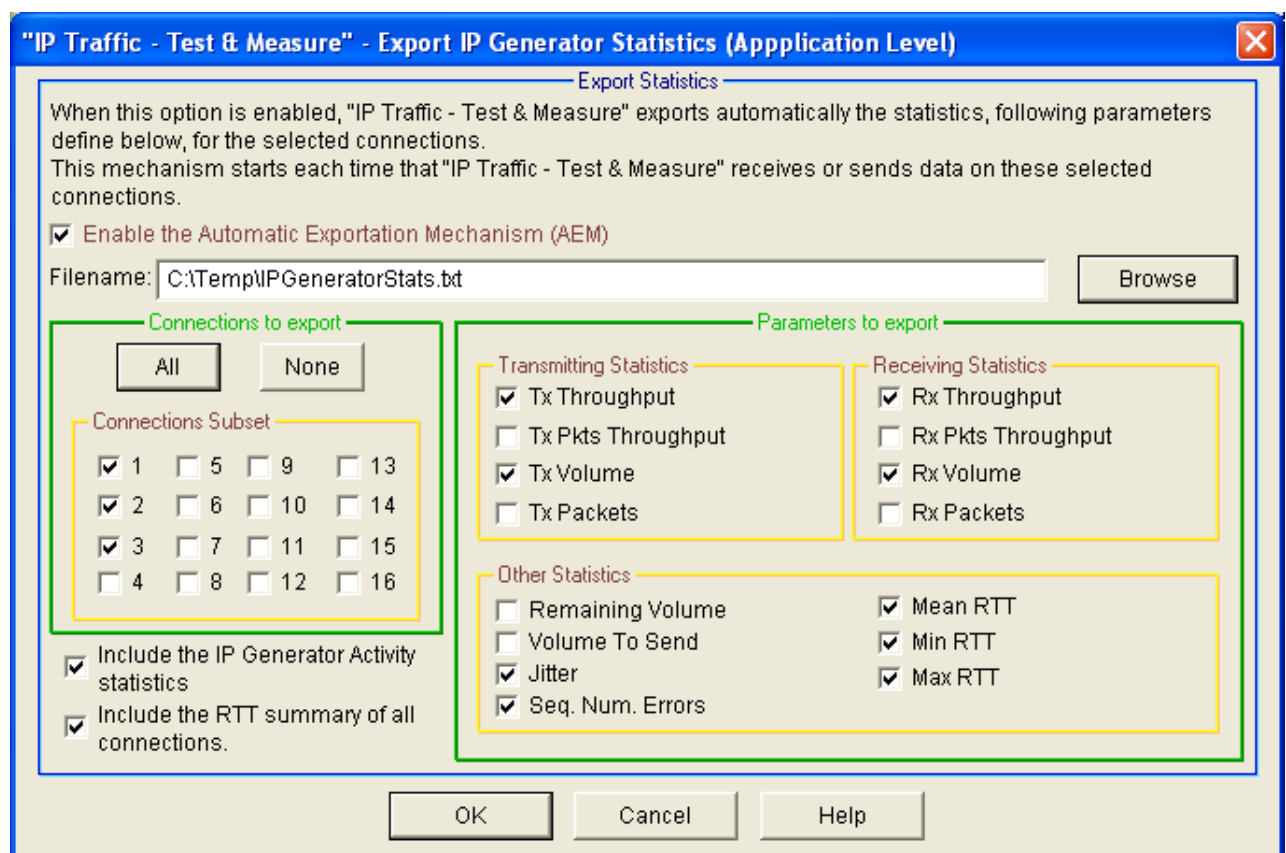 "IP Traffic - Test & Measure" - Export IP Generator Statistics (Appplication Level)
Export Statistics
When this option is enabled, "IP Traffic - Test & Measure" exports automatically the statistics, following parameters
define below, for the selected connections.
This mechanism starts each time that "IP Traffic - Test & Measure" receives or sends data on these selected
connections.
Enable the Automatic Exportation Mechanism (AEM)
Filename: C:\Temp\IPGeneratorStats.txt Browse
Connections to export
All None
Connections Subset
1 5 9 13
2 6 10 14
3 7 11 15
4 8 12 16
Include the IP Generator Activity
statistics
Include the RTT summary of all
connections.
Parameters to export
Transmitting Statistics
Tx Throughput
Tx Pkts Throughput
Tx Volume
Tx Packets
Receiving Statistics
Rx Throughput
Rx Pkts Throughput
Rx Volume
Rx Packets
Other Statistics
Remaining Volume
Volume To Send
Jitter
Seq. Num. Errors
Mean RTT
Min RTT
Max RTT
OK Cancel Help